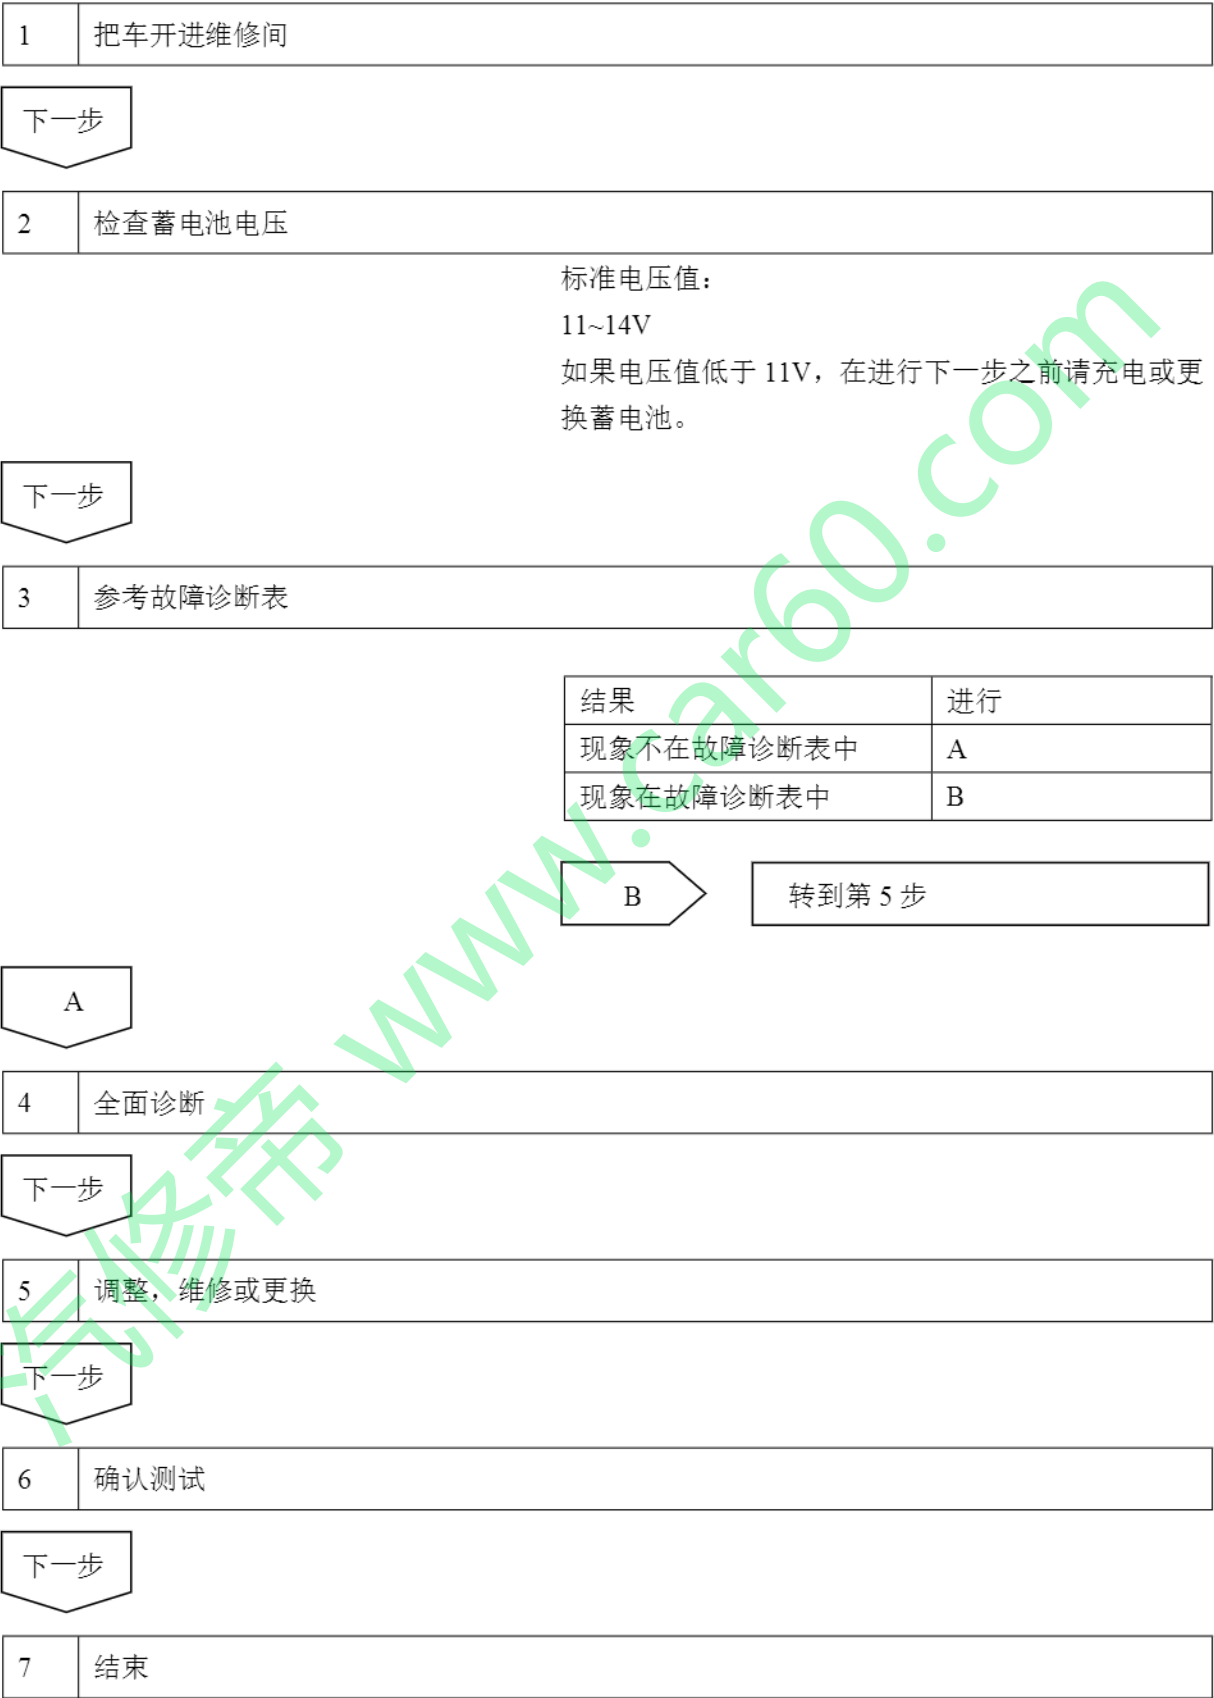 1 把车开进维修间
下一步
2 检查蓄电池电压
标准电压值：
11~14V
如果电压值低于 11V，在进行下一步之前请充电或更
换蓄电池。
下一步
3 参考故障诊断表
结果 进行
现象不在故障诊断表中 A
现象在故障诊断表中 B
B 转到第 5 步
A
4 全面诊断
下一步
5 调整，维修或更换
下一步
6 确认测试
下一步
7 结束
汽修帝 www.car60.com